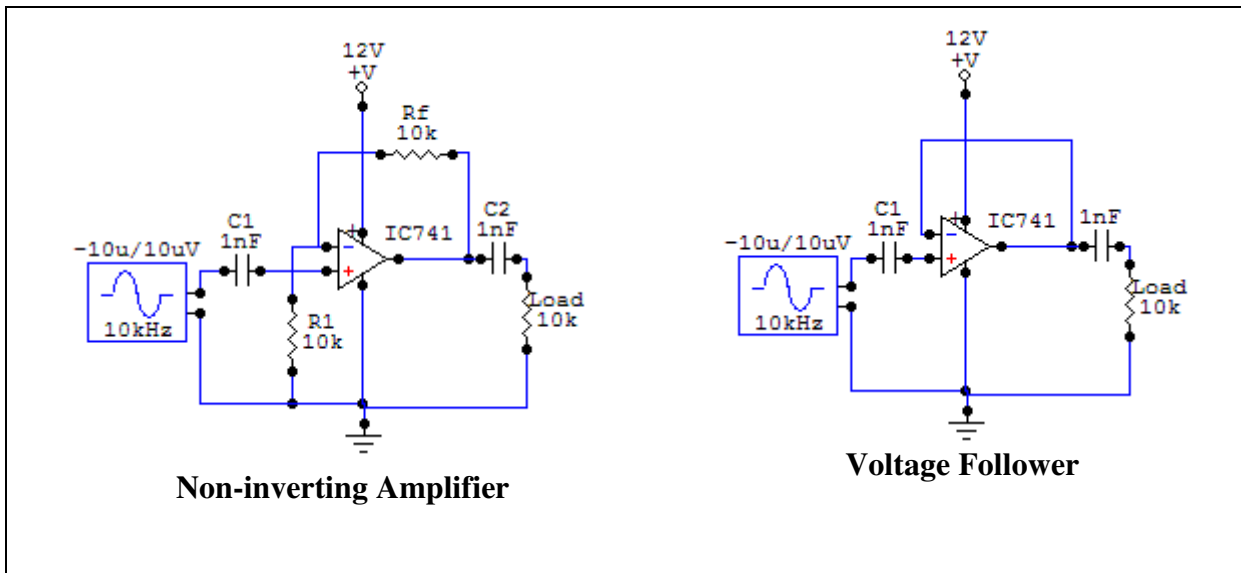 12V
+V
Rf
10k
C1
1nF
IC741
C2
1nF
-10u/10uV
10kHz
R1
10k
Load
10k
Non-inverting Amplifier
12V
+V
C1
1nF
IC741
1nF
-10u/10uV
10kHz
Load
10k
Voltage Follower